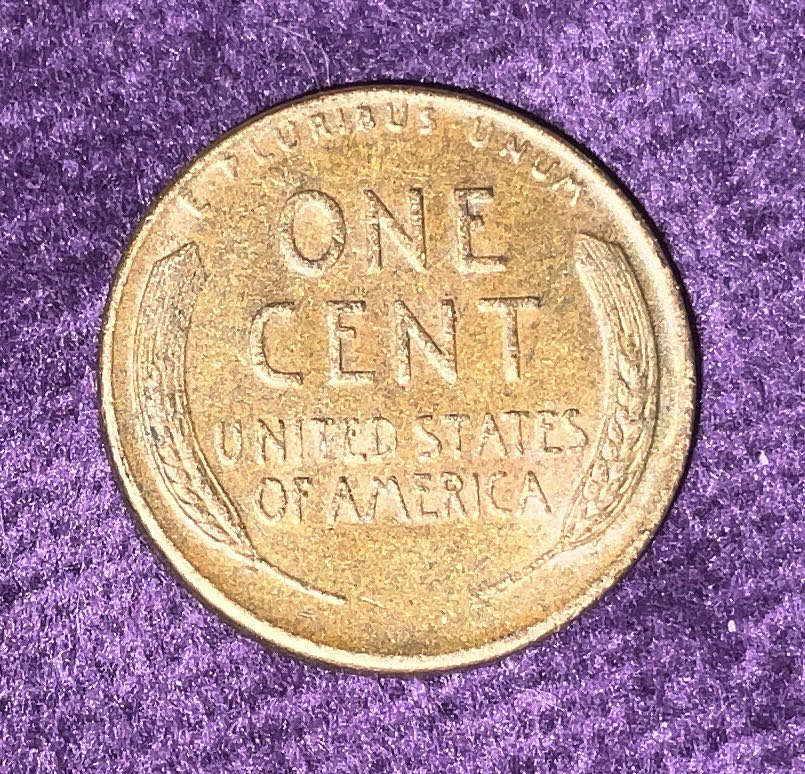 E PLURIBUS UNUM
ONE
CENT
UNITED STATES
OF AMERICA